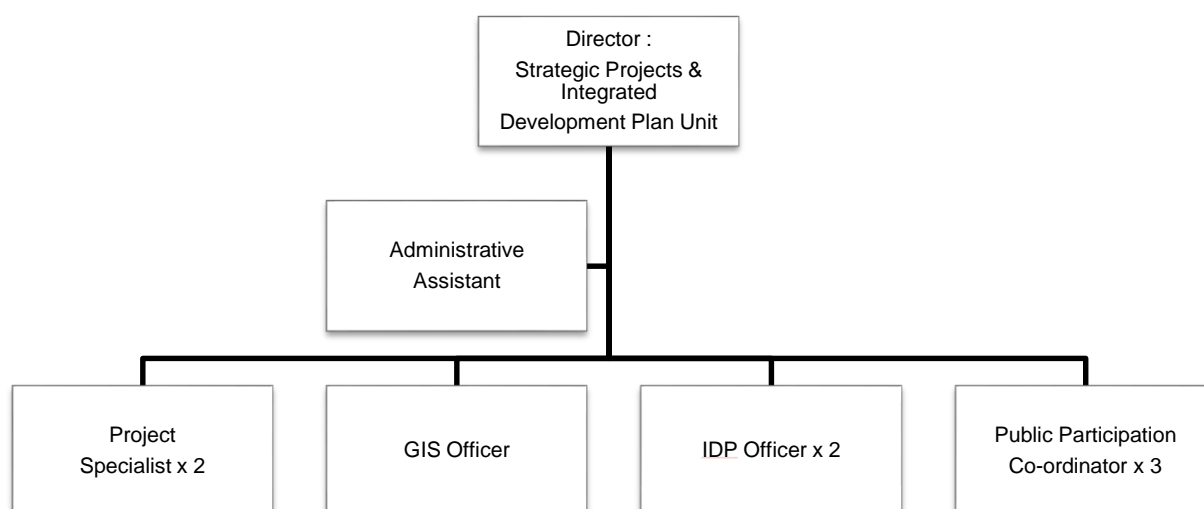 Director :
Strategic Projects &
Integrated
Development Plan Unit
Administrative
Assistant
Project
Specialist x 2
GIS Officer
IDP Officer x 2
Public Participation
Co-ordinator x 3